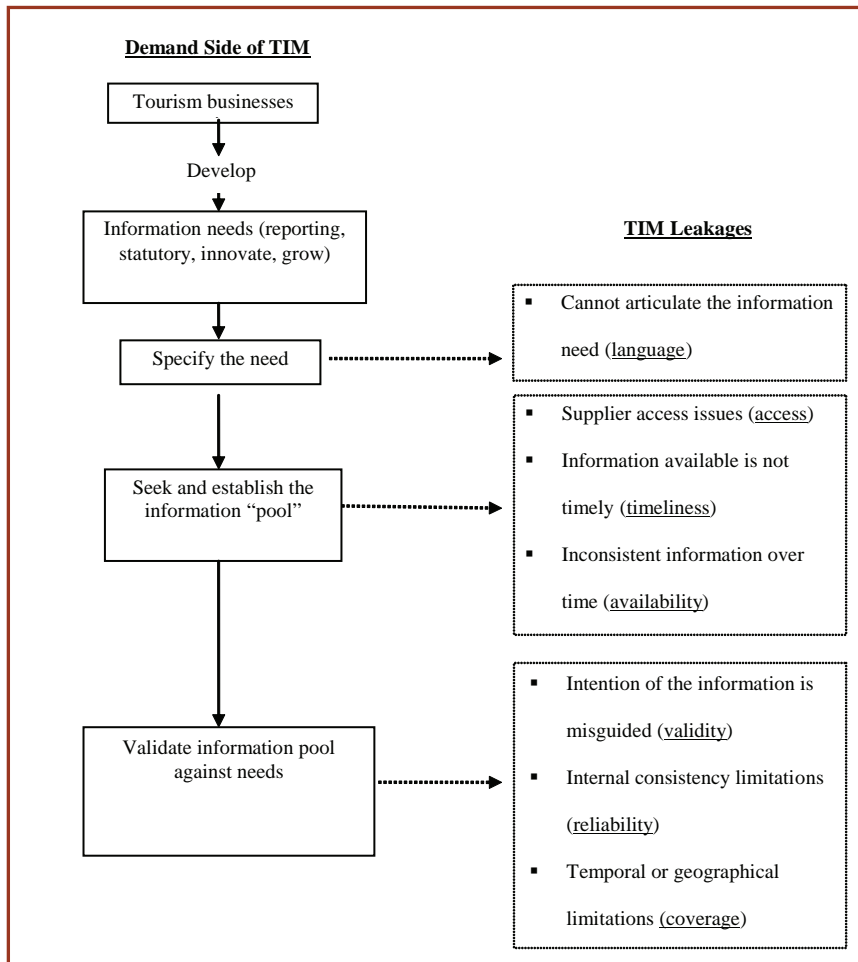 Demand Side of TIM
Tourism businesses
Develop
Information needs (reporting,
statutory, innovate, grow)
Specify the need
Seek and establish the
information “pool”
Validate information pool
against needs
TIM Leakages
▪ Cannot articulate the information
need (language)
▪ Supplier access issues (access)
▪ Information available is not
timely (timeliness)
▪ Inconsistent information over
time (availability)
▪ Intention of the information is
misguided (validity)
▪ Internal consistency limitations
(reliability)
▪ Temporal or geographical
limitations (coverage)